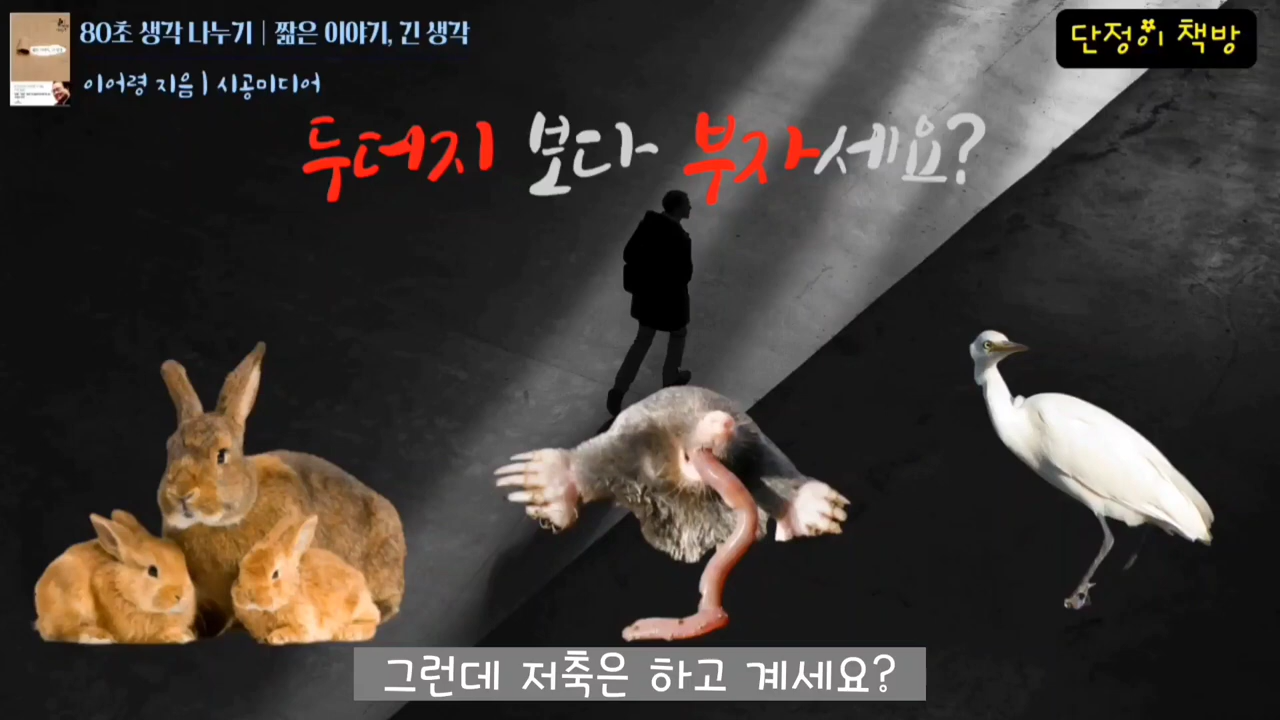 80초 생각 나누기 | 짧은 이야기, 긴 생각
단정히 책방
이어령 지음 | 시공미디어
두더지 보다 부자세요?
그런데 저축은 하고 계세요?